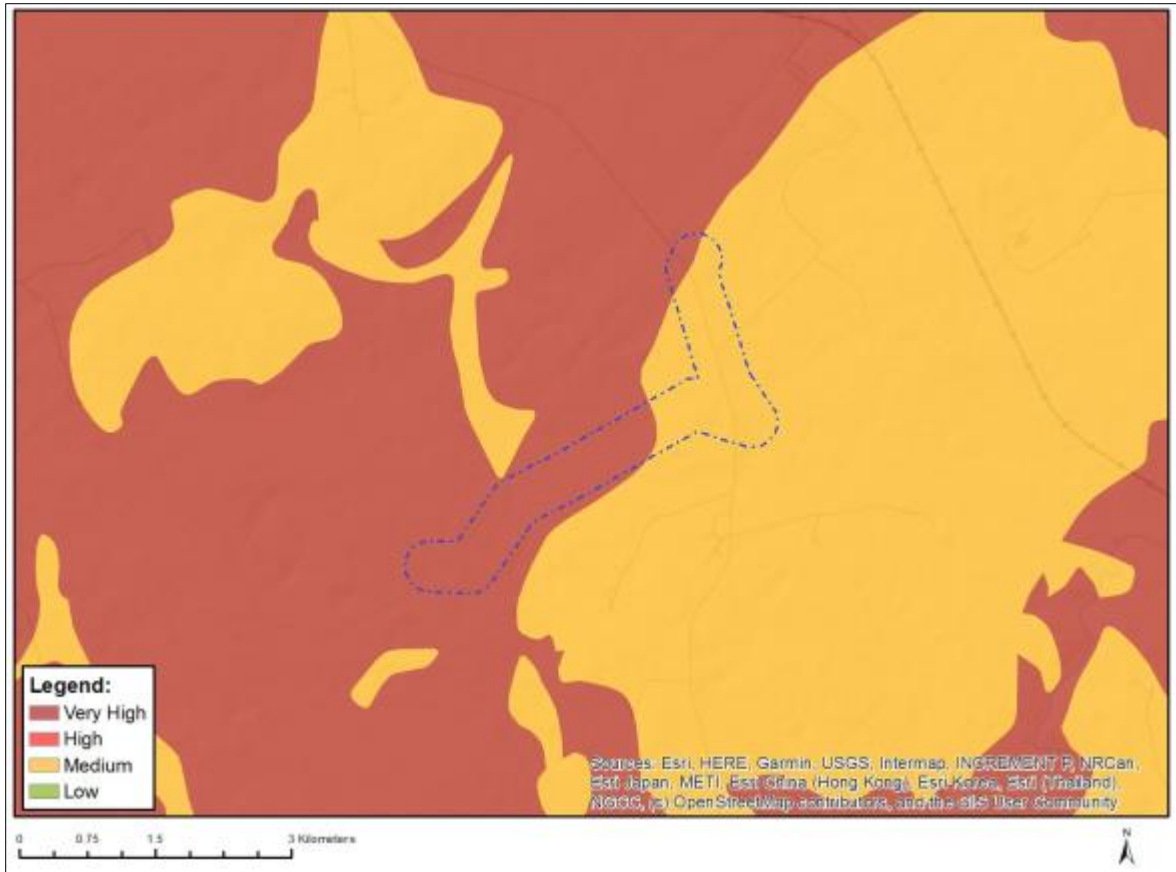 Legend:
Very High
High
Medium
Low
Sources: Esri, HERE, Garmin, USGS, Intermap, INCREMENT P, NRCan,
Esri Japan, METI, Esri China (Hong Kong), Esri Korea, Esri (Thailand),
NGCC, (c) OpenStreetMap contributors, and the GIS User Community
0 0.75 1.5 3 Kilometers
N